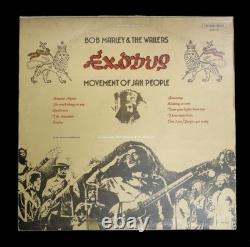 BOB MARLEY & THE WAILERS
Exodus
MOVEMENT OF JAH PEOPLE
Natural Mystic
So much things to say
Guiltiness
The Heathen
Exodus
Jamming
Waiting in vain
Turn your lights down low
Three little birds
One Love / People get ready